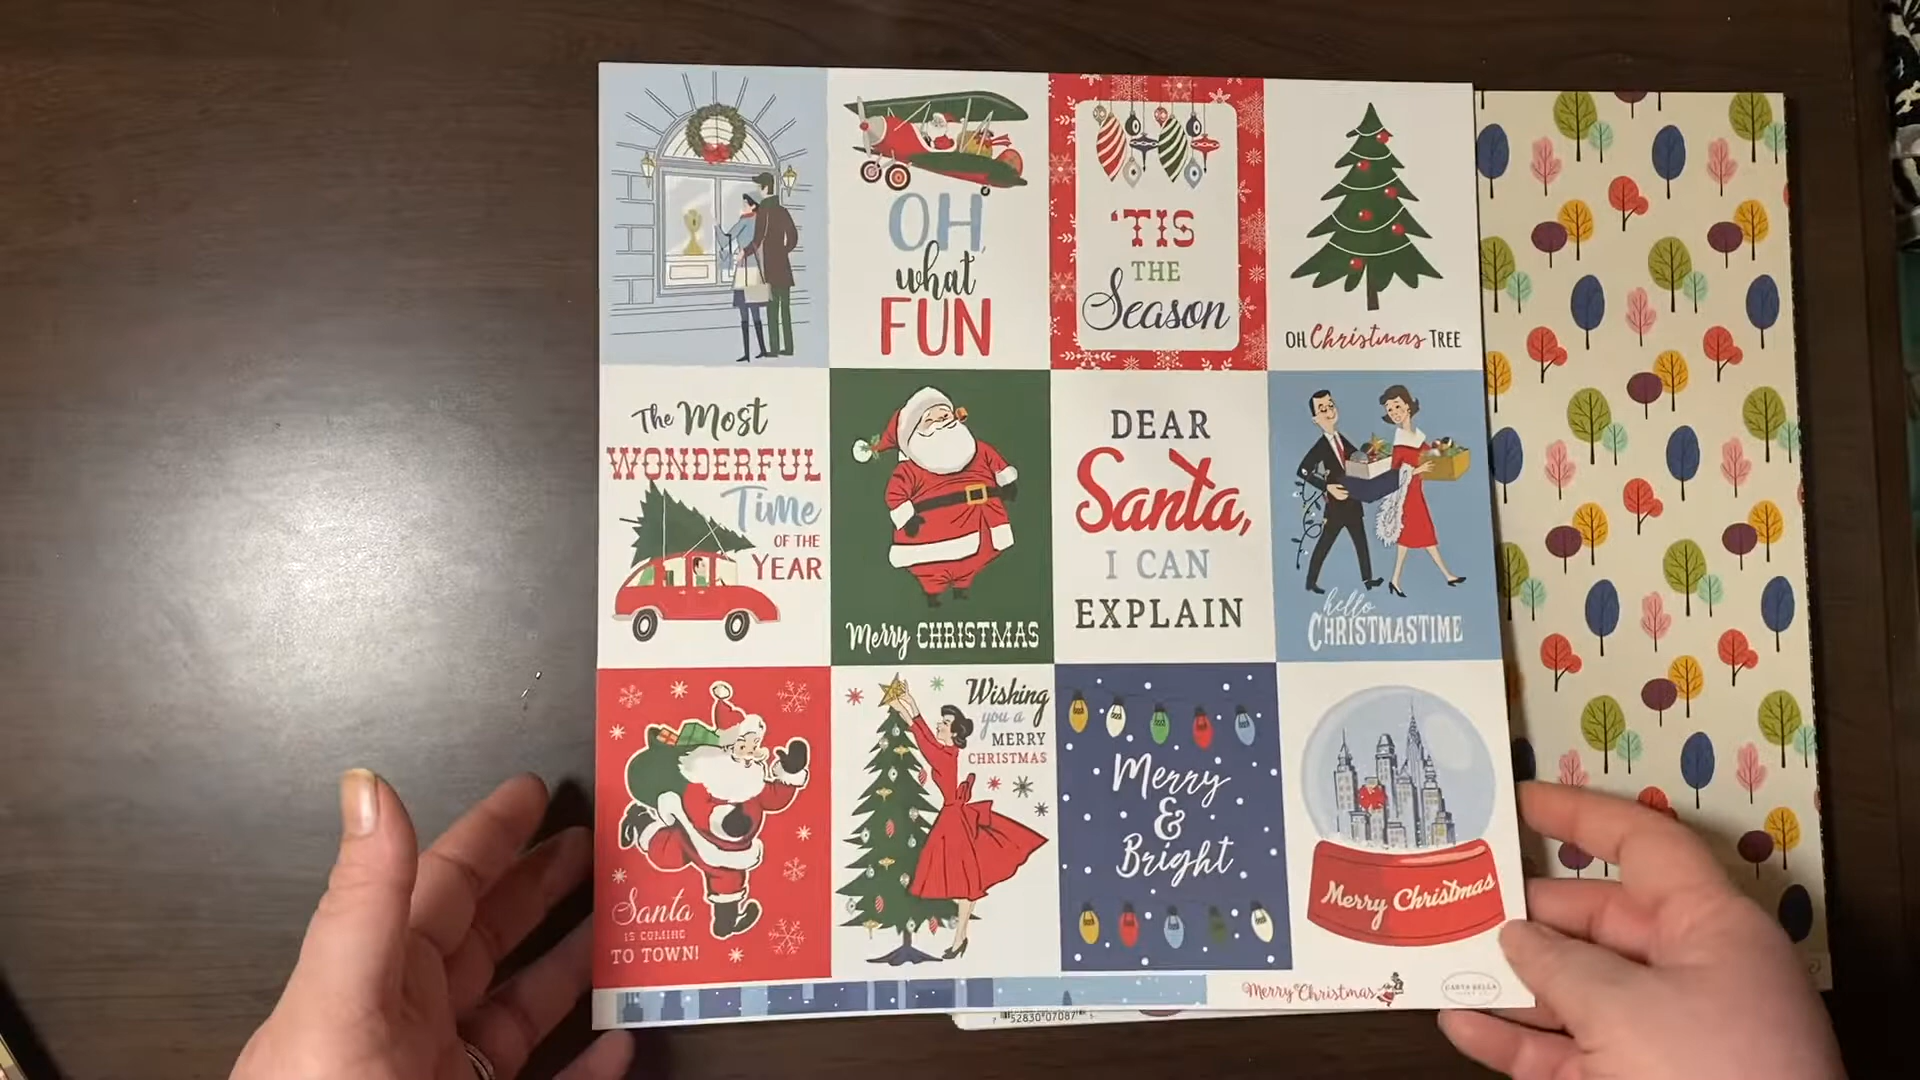 OH,
what
FUN
'TIS
THE
Season
OH Christmas TREE
The Most
WONDERFUL
Time
OF THE
YEAR
Merry CHRISTMAS
DEAR
Santa,
I CAN
EXPLAIN
hello
CHRISTMASTIME
Santa
IS COMING
TO TOWN!
Wishing
you a
MERRY
CHRISTMAS
Merry
&
Bright
Merry Christmas
Merry Christmas
CARTA BELLA
52830 07087